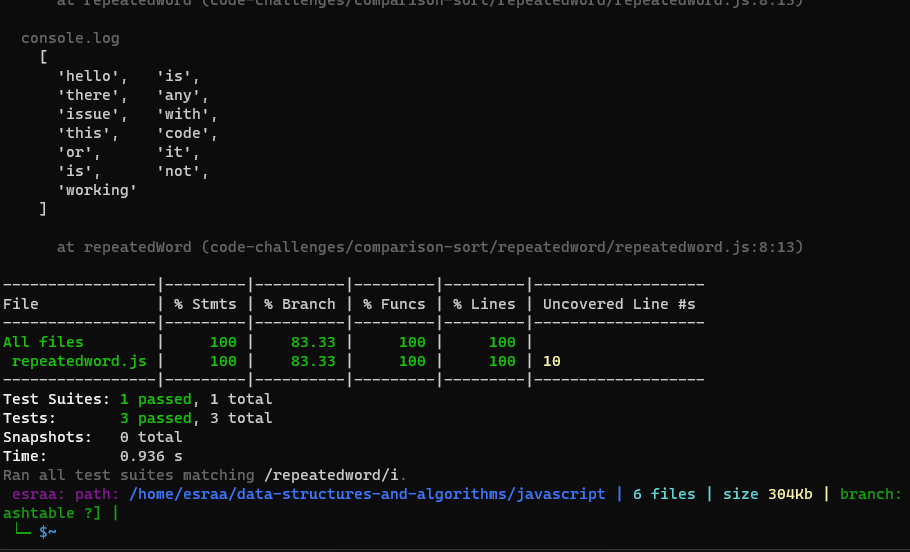 at repeatedWord (code-challenges/comparison-sort/repeatedword/repeatedword.js:8:13)
console.log
[
'hello', 'is',
'there', 'any',
'issue', 'with',
'this', 'code',
'or', 'it',
'is', 'not',
'working'
]
at repeatedWord (code-challenges/comparison-sort/repeatedword/repeatedword.js:8:13)
-----------------|---------|----------|---------|---------|-------------------
File | % Stmts | % Branch | % Funcs | % Lines | Uncovered Line #s
-----------------|---------|----------|---------|---------|-------------------
All files | 100 | 83.33 | 100 | 100 |
repeatedword.js | 100 | 83.33 | 100 | 100 | 10
-----------------|---------|----------|---------|---------|-------------------
Test Suites: 1 passed, 1 total
Tests: 3 passed, 3 total
Snapshots: 0 total
Time: 0.936 s
Ran all test suites matching /repeatedword/i.
esraa: path: /home/esraa/data-structures-and-algorithms/javascript | 6 files | size 304Kb | branch:
ashtable ?] |
└─ $~